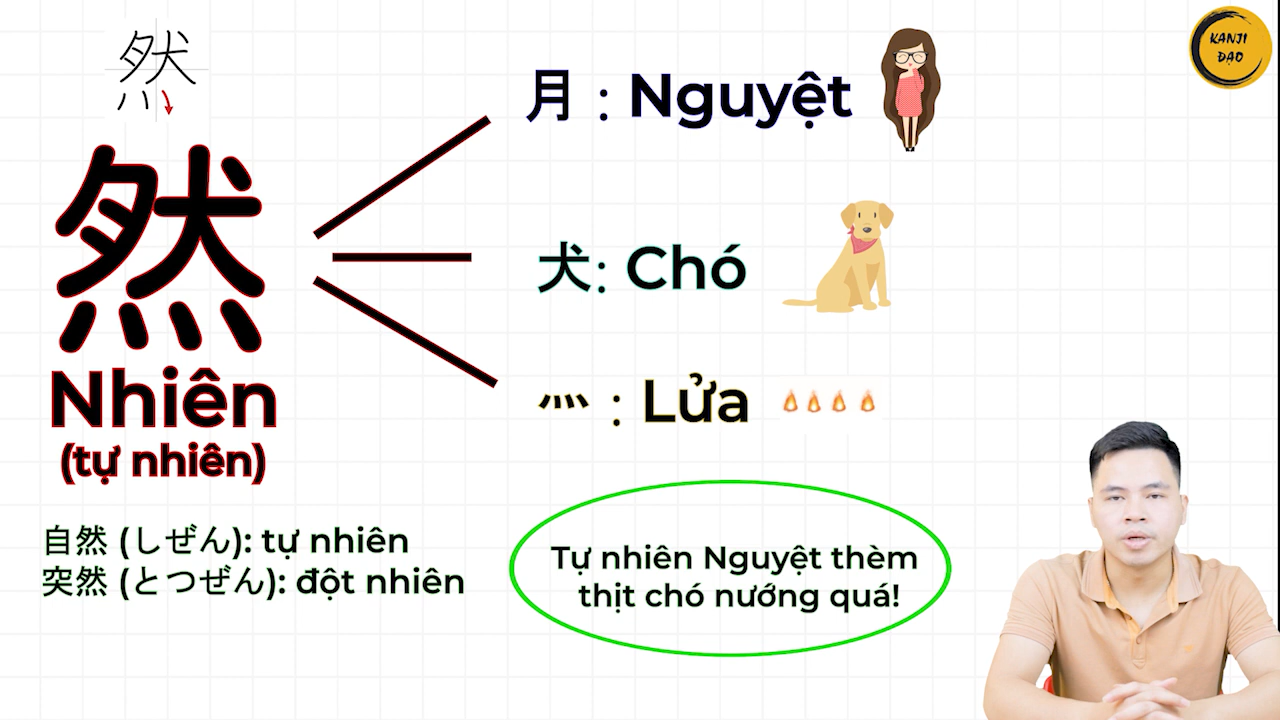 然
然
Nhiên
(tự nhiên)
自然 (しぜん): tự nhiên
突然 (とつぜん): đột nhiên
月 : Nguyệt
犬: Chó
灬 : Lửa
Tự nhiên Nguyệt thèm
thịt chó nướng quá!
KANJI
ĐẠO